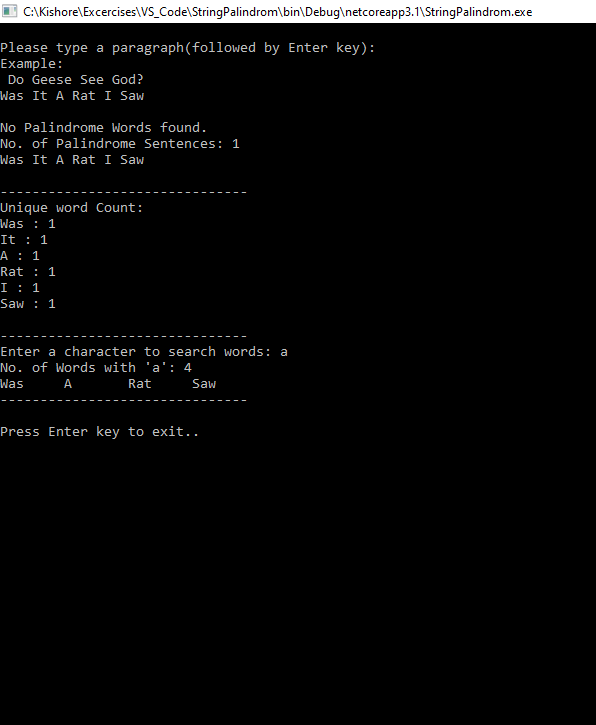 C:\Kishore\Excercises\VS_Code\StringPalindrom\bin\Debug\netcoreapp3.1\StringPalindrom.exe
Please type a paragraph(followed by Enter key):
Example:
 Do Geese See God?
Was It A Rat I Saw
No Palindrome Words found.
No. of Palindrome Sentences: 1
Was It A Rat I Saw
-------------------------------
Unique word Count:
Was : 1
It : 1
A : 1
Rat : 1
I : 1
Saw : 1
-------------------------------
Enter a character to search words: a
No. of Words with 'a': 4
Was     A       Rat     Saw
-------------------------------
Press Enter key to exit..